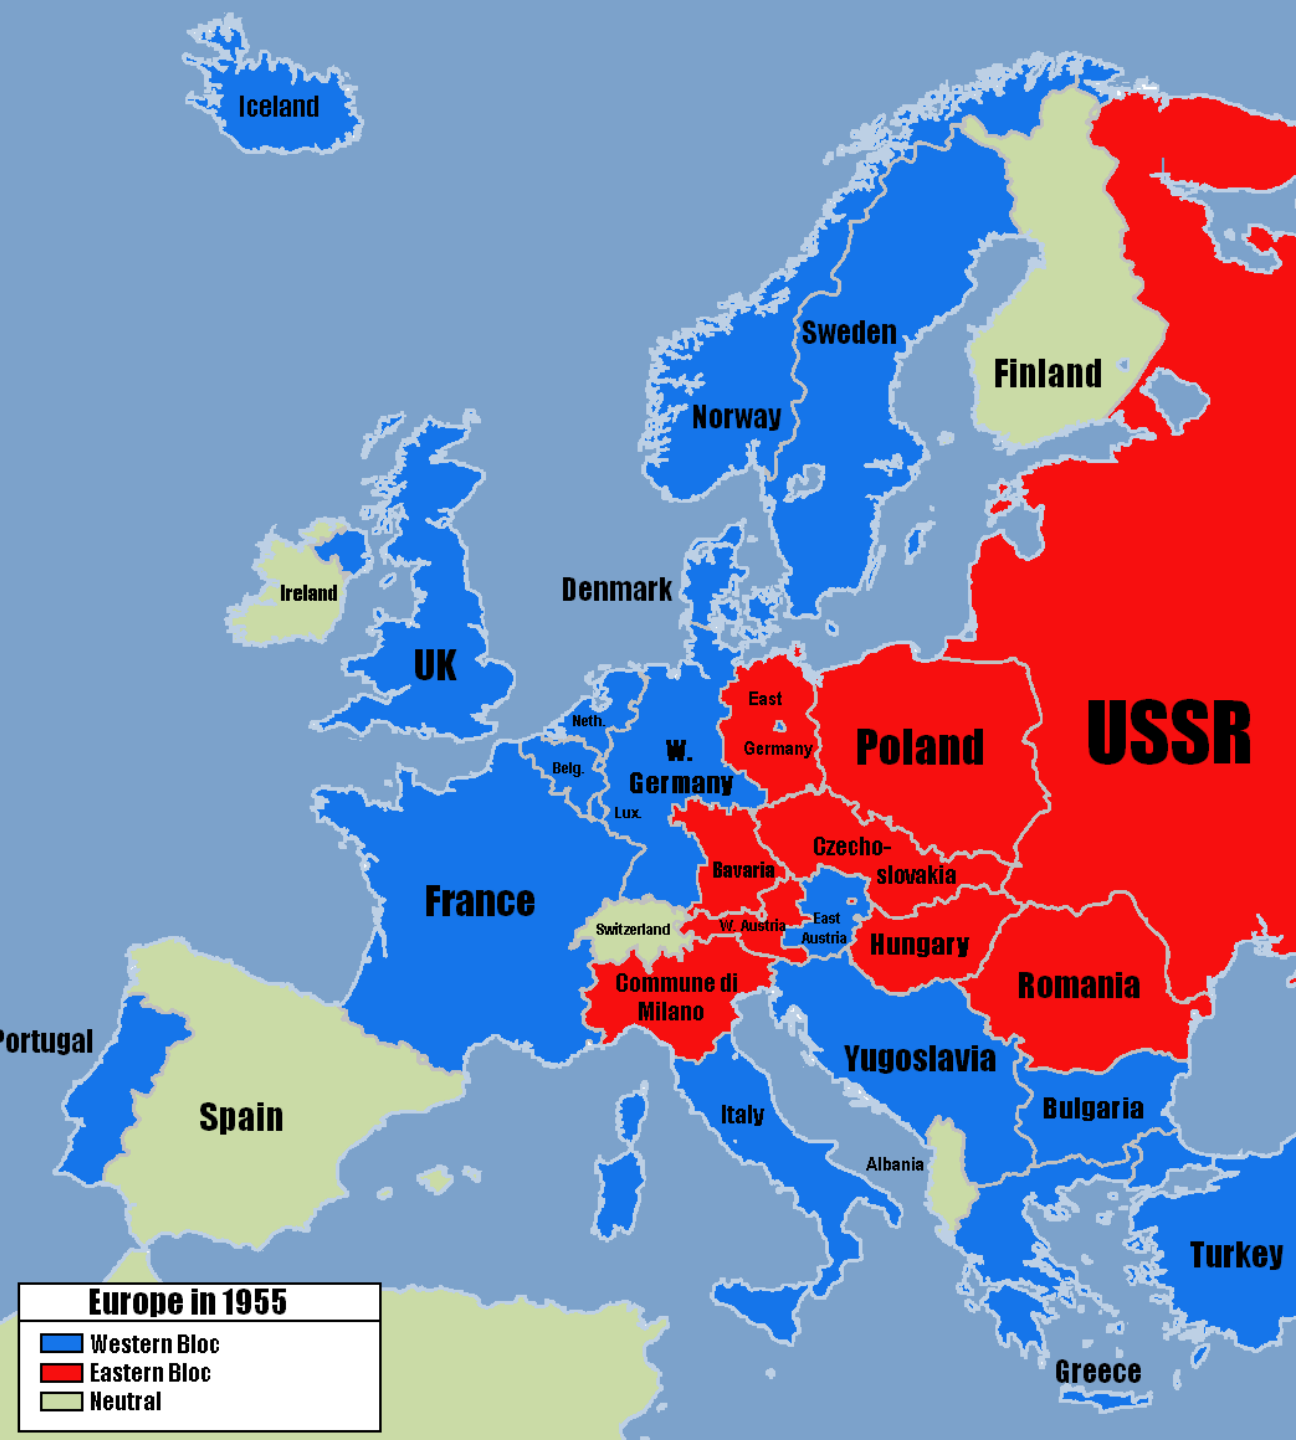 Iceland
Sweden
Finland
Norway
Denmark
Ireland
UK
East
Germany
Neth.
W.
Germany
Poland
USSR
Belg.
Lux.
Czecho-
slovakia
Bavaria
France
East
Austria
W. Austria
Switzerland
Hungary
Commune di
Milano
Romania
Portugal
Yugoslavia
Spain
Italy
Bulgaria
Albania
Turkey
Greece
Europe in 1955
Western Bloc
Eastern Bloc
Neutral